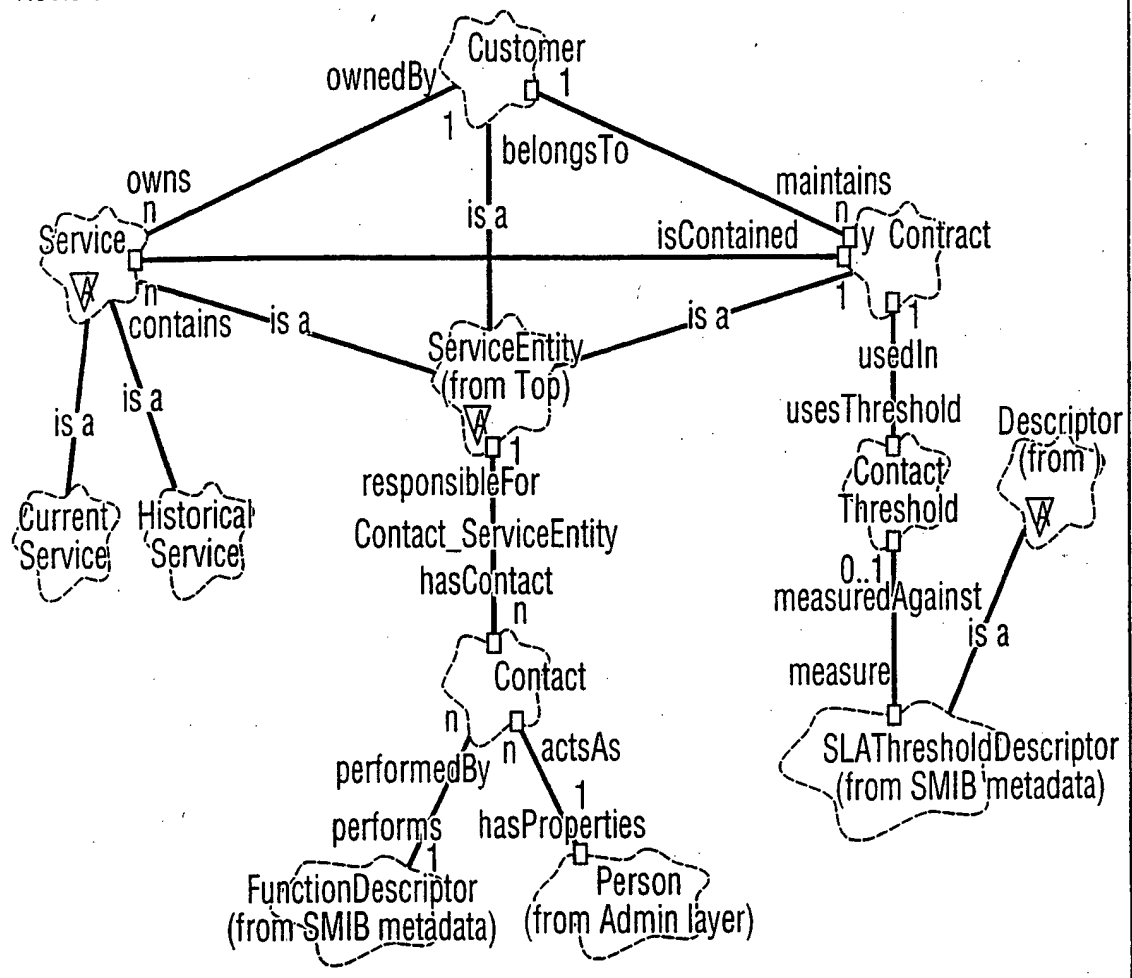 Customer
ownedBy
1
1
belongsTo
owns
n
maintains
n
is a
Service
isContained
y Contract
A
n
contains
is a
1
is a
1
ServiceEntity
(from Top)
A
usedIn
is a
is a
usesThreshold
Descriptor
(from )
A
1
responsibleFor
Contact
Threshold
Current
Service
Historical
Service
Contact_ServiceEntity
hasContact
n
0..1
measuredAgainst
is a
Contact
measure
n
n
actsAs
performedBy
SLAThresholdDescriptor
(from SMIB metadata)
1
performs
hasProperties
1
FunctionDescriptor
(from SMIB metadata)
Person
(from Admin layer)